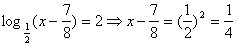 log_{1/2}(x - 7/8) = 2 ⇒ x - 7/8 = (1/2)^2 = 1/4